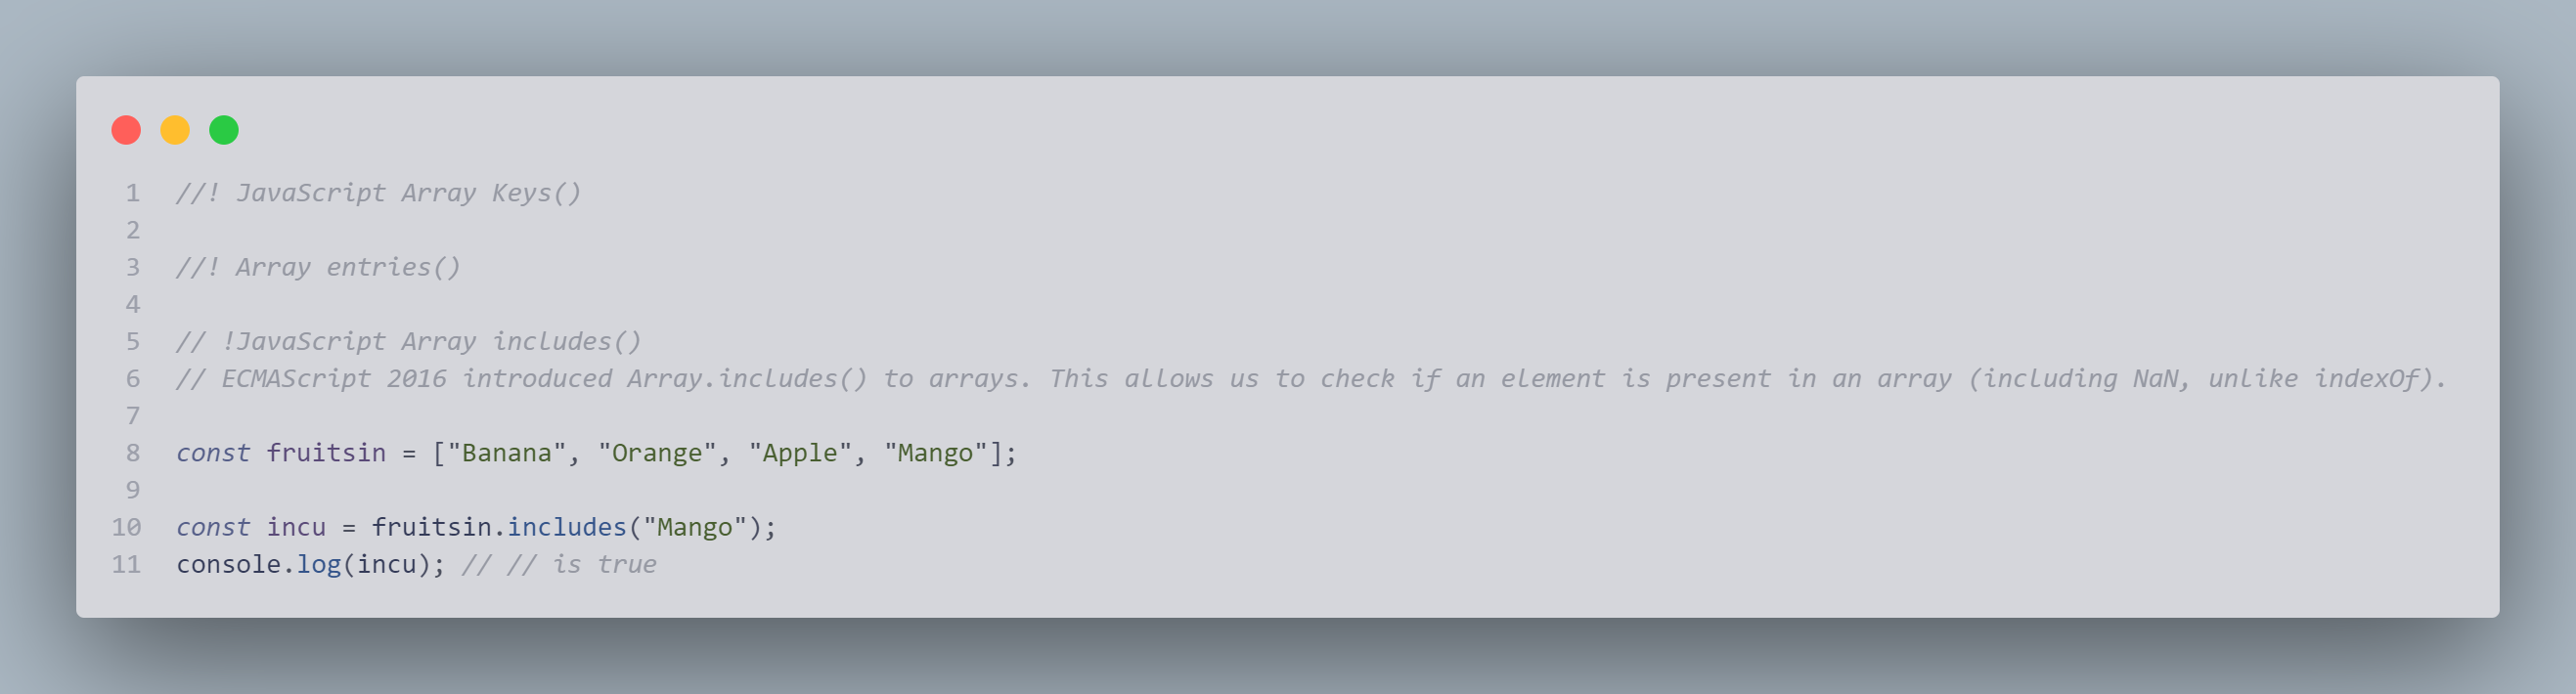 1 //! JavaScript Array Keys()
2
3 //! Array entries()
4
5 // !JavaScript Array includes()
6 // ECMAScript 2016 introduced Array.includes() to arrays. This allows us to check if an element is present in an array (including NaN, unlike indexOf).
7
8 const fruitsin = ["Banana", "Orange", "Apple", "Mango"];
9
10 const incu = fruitsin.includes("Mango");
11 console.log(incu); // // is true